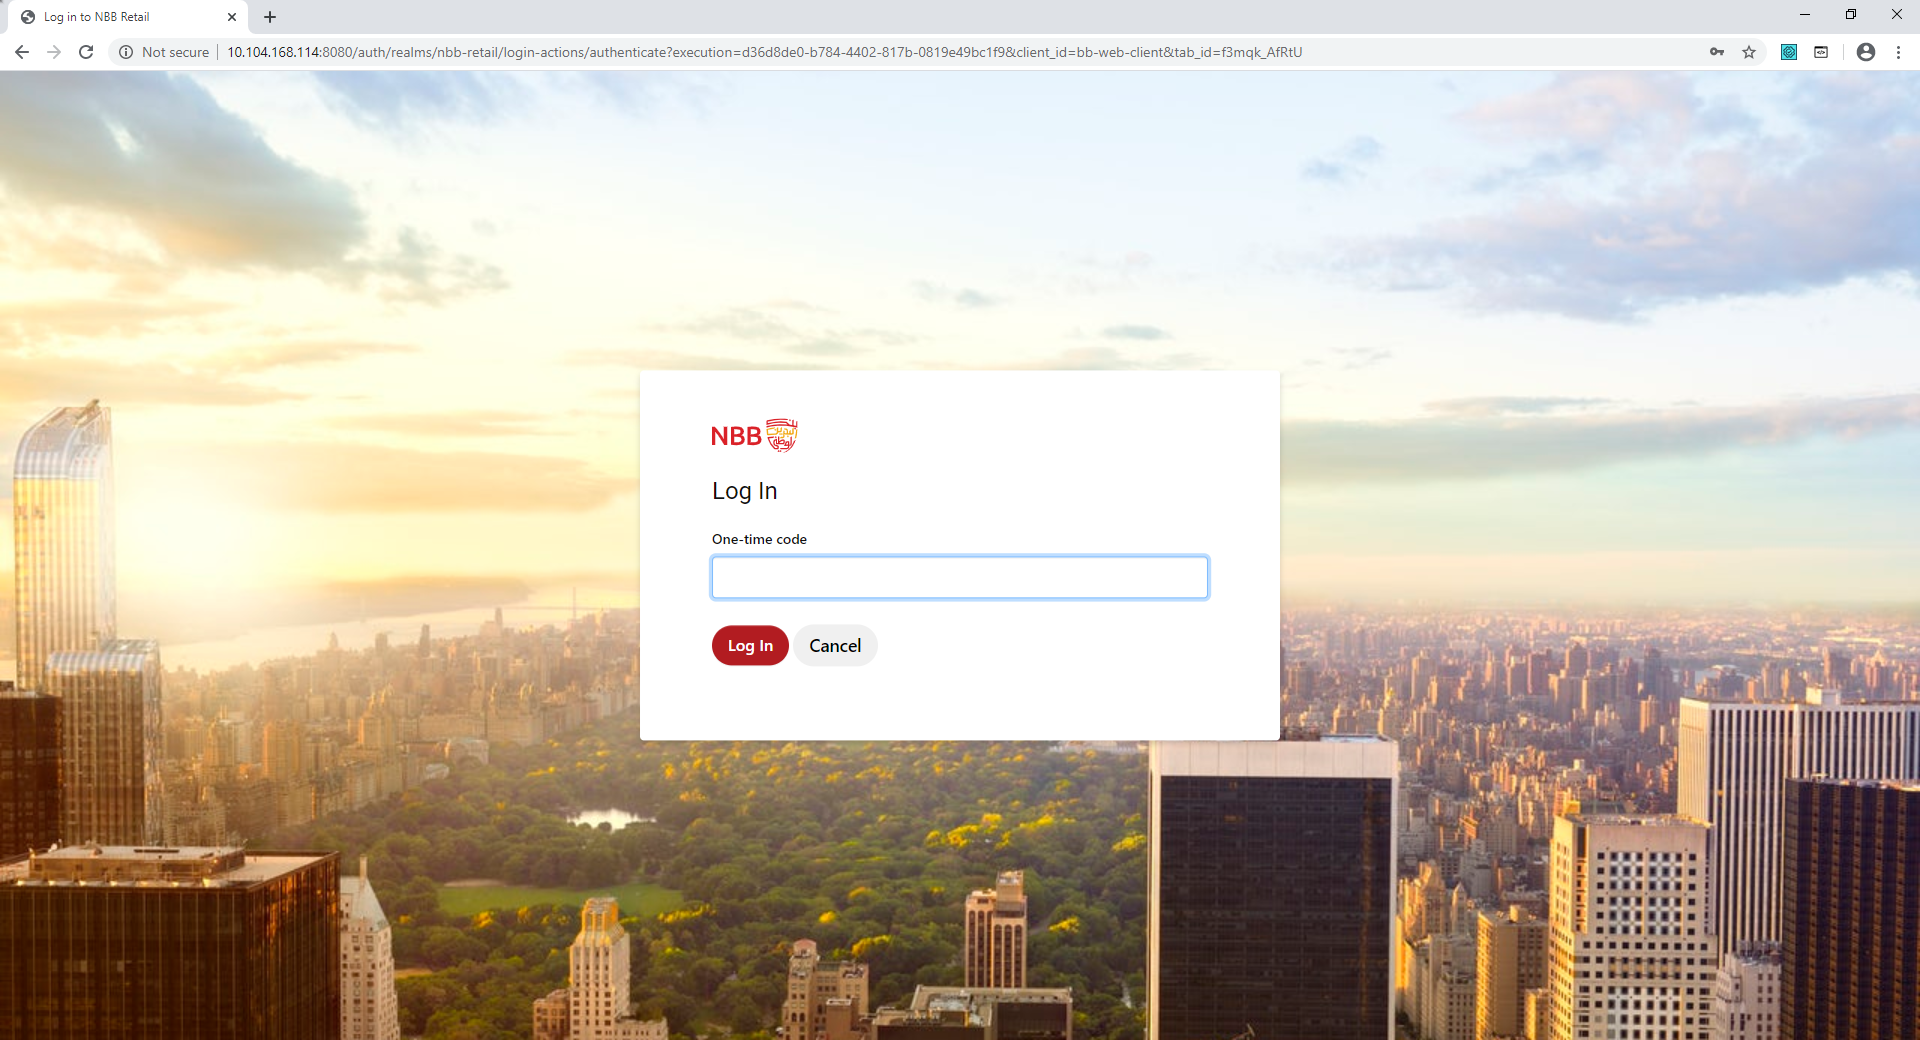 Log in to NBB Retail
Not secure
10.104.168.114:8080/auth/realms/nbb-retail/login-actions/authenticate?execution=d36d8de0-b784-4402-817b-0819e49bc1f9&client_id=bb-web-client&tab_id=f3mqk_AfRtU
NBB
Log In
One-time code
Log In
Cancel